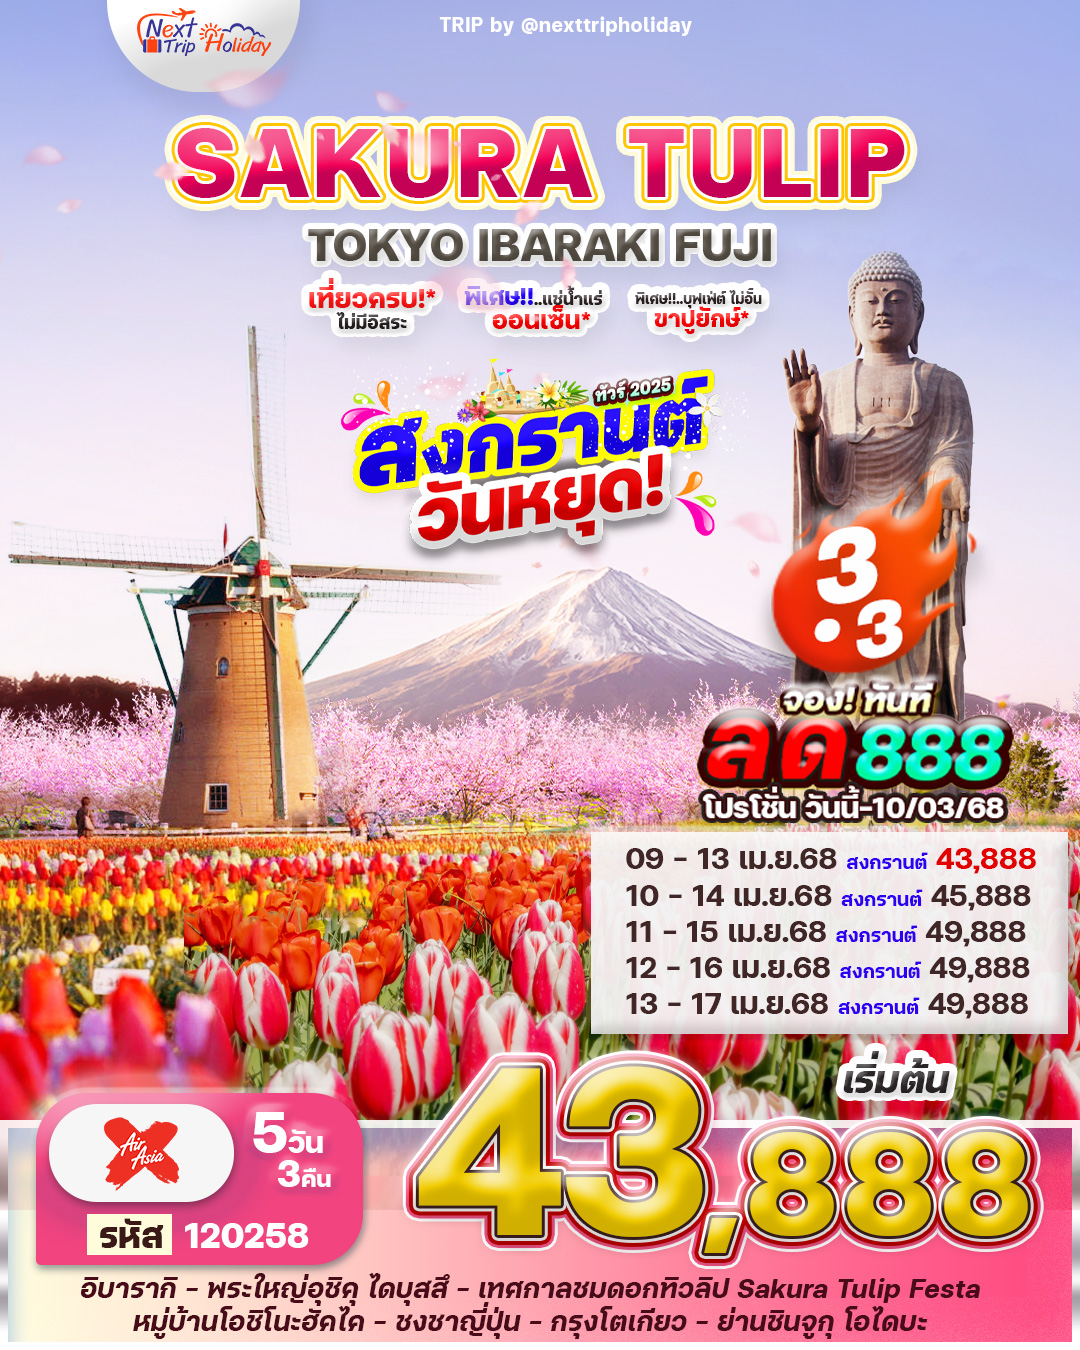 Next Trip Holiday
TRIP by @nexttripholiday
SAKURA TULIP
TOKYO IBARAKI FUJI
เที่ยวครบ!*
ไม่มีอิสระ
พิเศษ!!..แช่น้ำแร่
ออนเซ็น*
พิเศษ!!..บุฟเฟ่ต์ ไม่อั้น
ขาปูยักษ์*
ทัวร์ 2025
สงกรานต์
วันหยุด!
3.3
จอง! ทันที
ลด888
โปรโชั่น วันนี้-10/03/68
09 - 13 เม.ย.68 สงกรานต์ 43,888
10 - 14 เม.ย.68 สงกรานต์ 45,888
11 - 15 เม.ย.68 สงกรานต์ 49,888
12 - 16 เม.ย.68 สงกรานต์ 49,888
13 - 17 เม.ย.68 สงกรานต์ 49,888
เริ่มต้น
43,888
Air Asia X
5วัน
3คืน
รหัส 120258
อิบารากิ - พระใหญ่อุชิคุ ไดบุสสึ - เทศกาลชมดอกทิวลิป Sakura Tulip Festa
หมู่บ้านโอชิโนะฮัคไค - ชงชาญี่ปุ่น - กรุงโตเกียว - ย่านชินจูกุ โอไดบะ